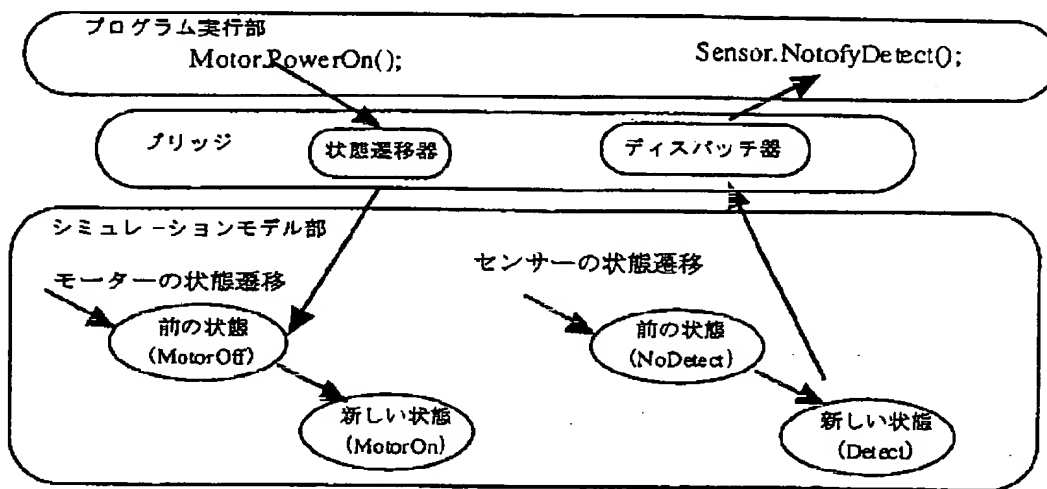 プログラム実行部
Motor.PowerOn();
Sensor.NotofyDetect();
ブリッジ
状態遷移器
ディスパッチ器
シミュレーションモデル部
モーターの状態遷移
センサーの状態遷移
前の状態
(MotorOff)
前の状態
(NoDetect)
新しい状態
(MotorOn)
新しい状態
(Detect)